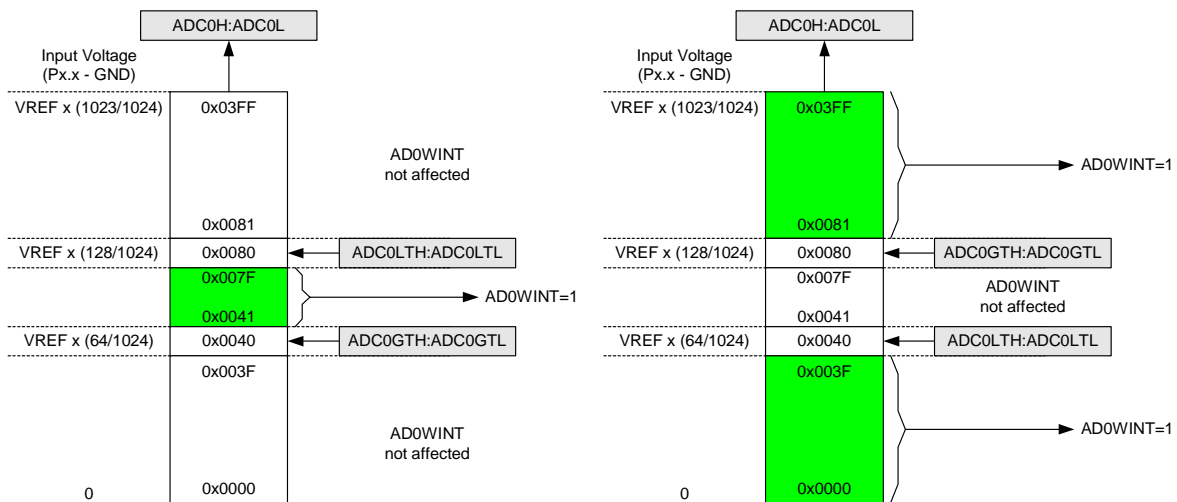 ADC0H:ADC0L
Input Voltage
(Px.x - GND)
VREF x (1023/1024)
0x03FF
AD0WINT
not affected
0x0081
VREF x (128/1024)
0x0080
ADC0LTH:ADC0LTL
0x007F
AD0WINT=1
0x0041
VREF x (64/1024)
0x0040
ADC0GTH:ADC0GTL
0x003F
AD0WINT
not affected
0
0x0000
ADC0H:ADC0L
Input Voltage
(Px.x - GND)
VREF x (1023/1024)
0x03FF
AD0WINT=1
0x0081
VREF x (128/1024)
0x0080
ADC0GTH:ADC0GTL
0x007F
AD0WINT
not affected
0x0041
VREF x (64/1024)
0x0040
ADC0LTH:ADC0LTL
0x003F
AD0WINT=1
0
0x0000